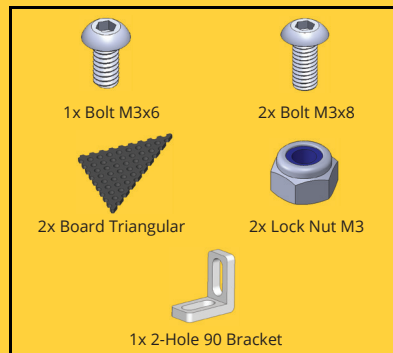 1x Bolt M3x6
2x Bolt M3x8
2x Board Triangular
2x Lock Nut M3
1x 2-Hole 90 Bracket